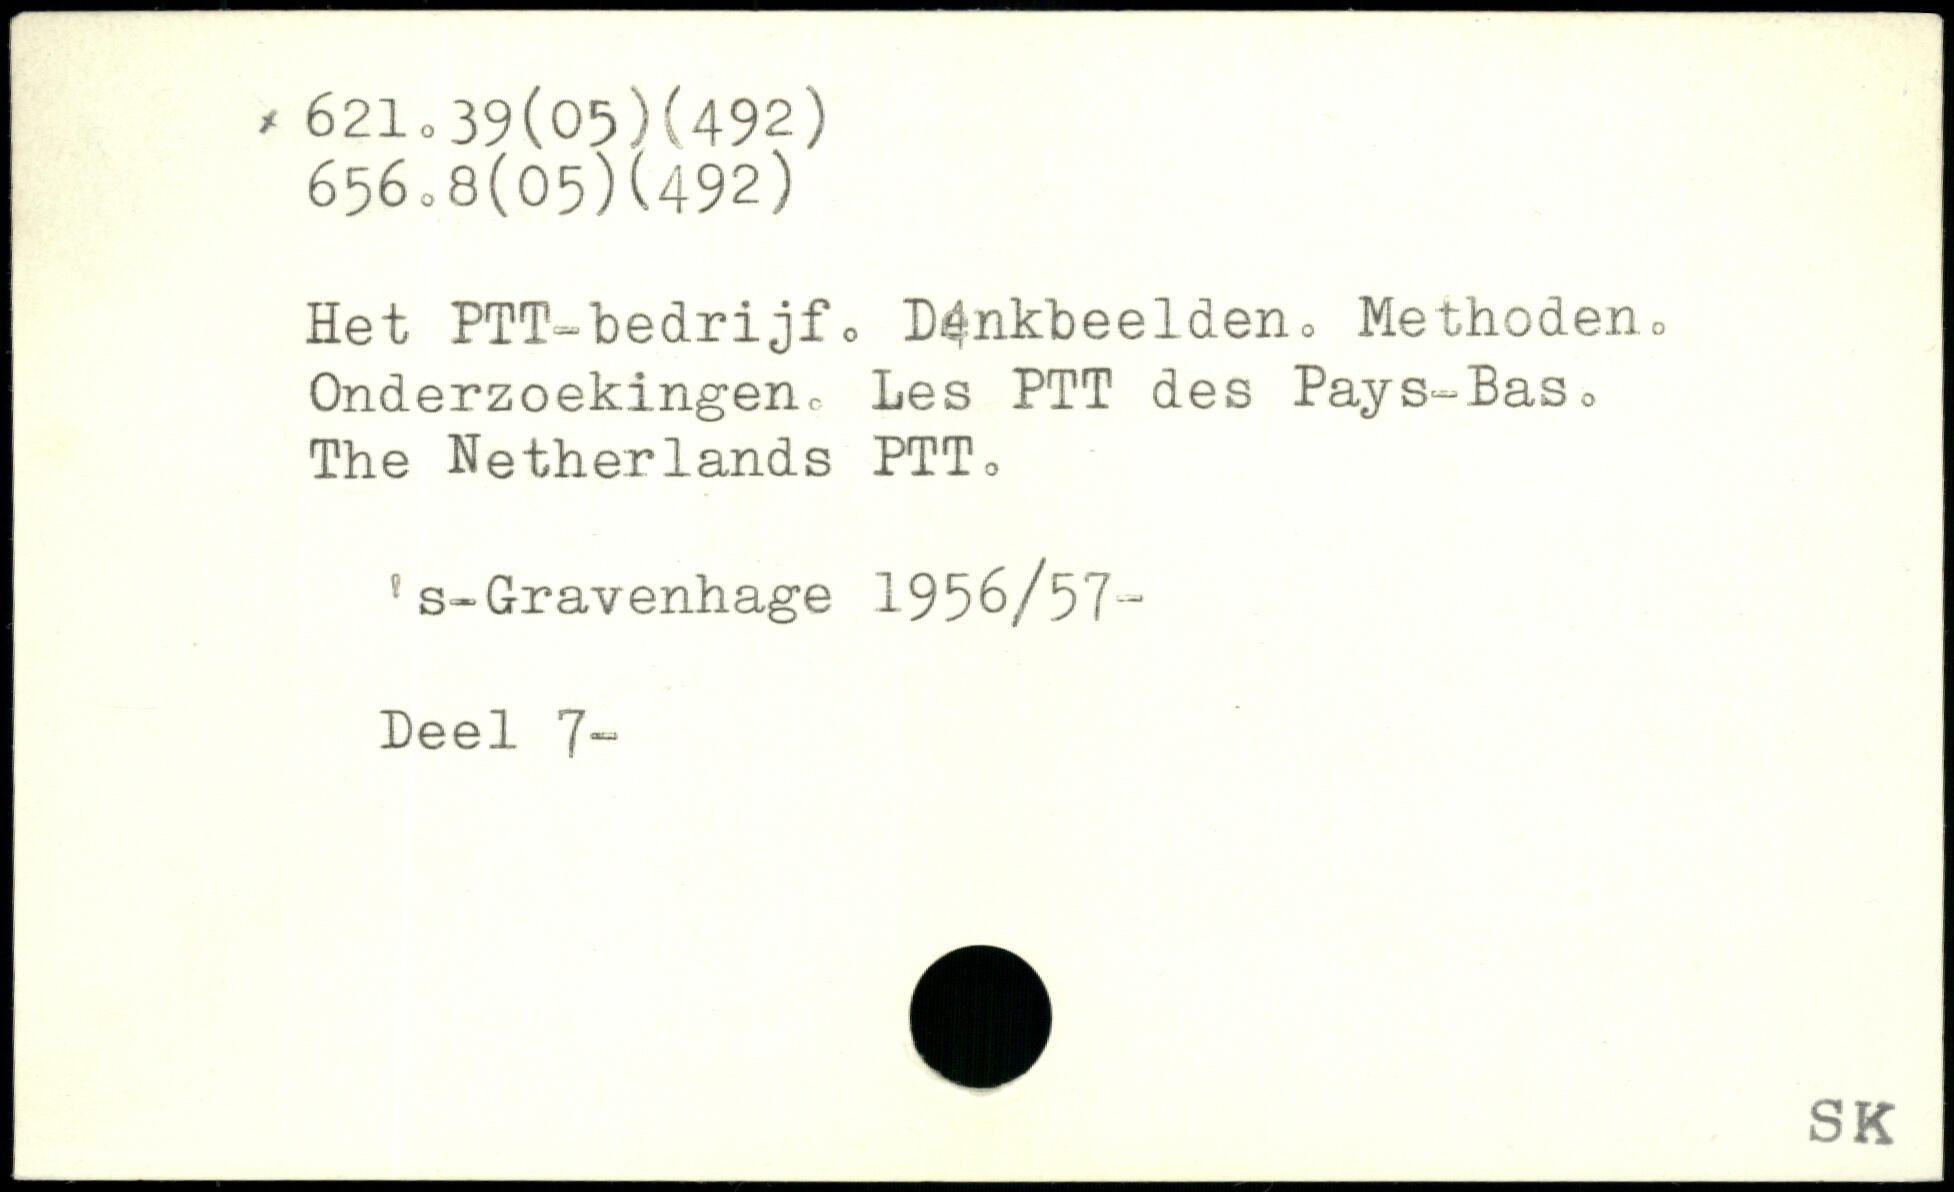 * 621.39(05)(492)
656.8(05)(492)
Het PTT-bedrijf. Denkbeelden. Methoden.
Onderzoekingen. Les PTT des Pays-Bas.
The Netherlands PTT.
's-Gravenhage 1956/57-
Deel 7-
SK